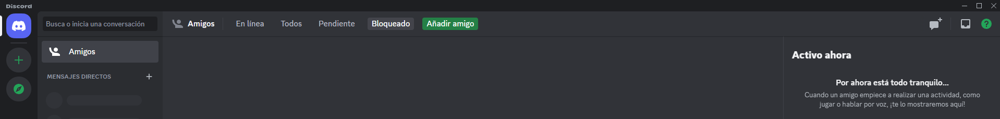 Discord
Busca o inicia una conversación
Amigos
En línea
Todos
Pendiente
Bloqueado
Añadir amigo
?
Amigos
MENSAJES DIRECTOS
Activo ahora
Por ahora está todo tranquilo...
Cuando un amigo empiece a realizar una actividad, como
jugar o hablar por voz, ¡te lo mostraremos aquí!